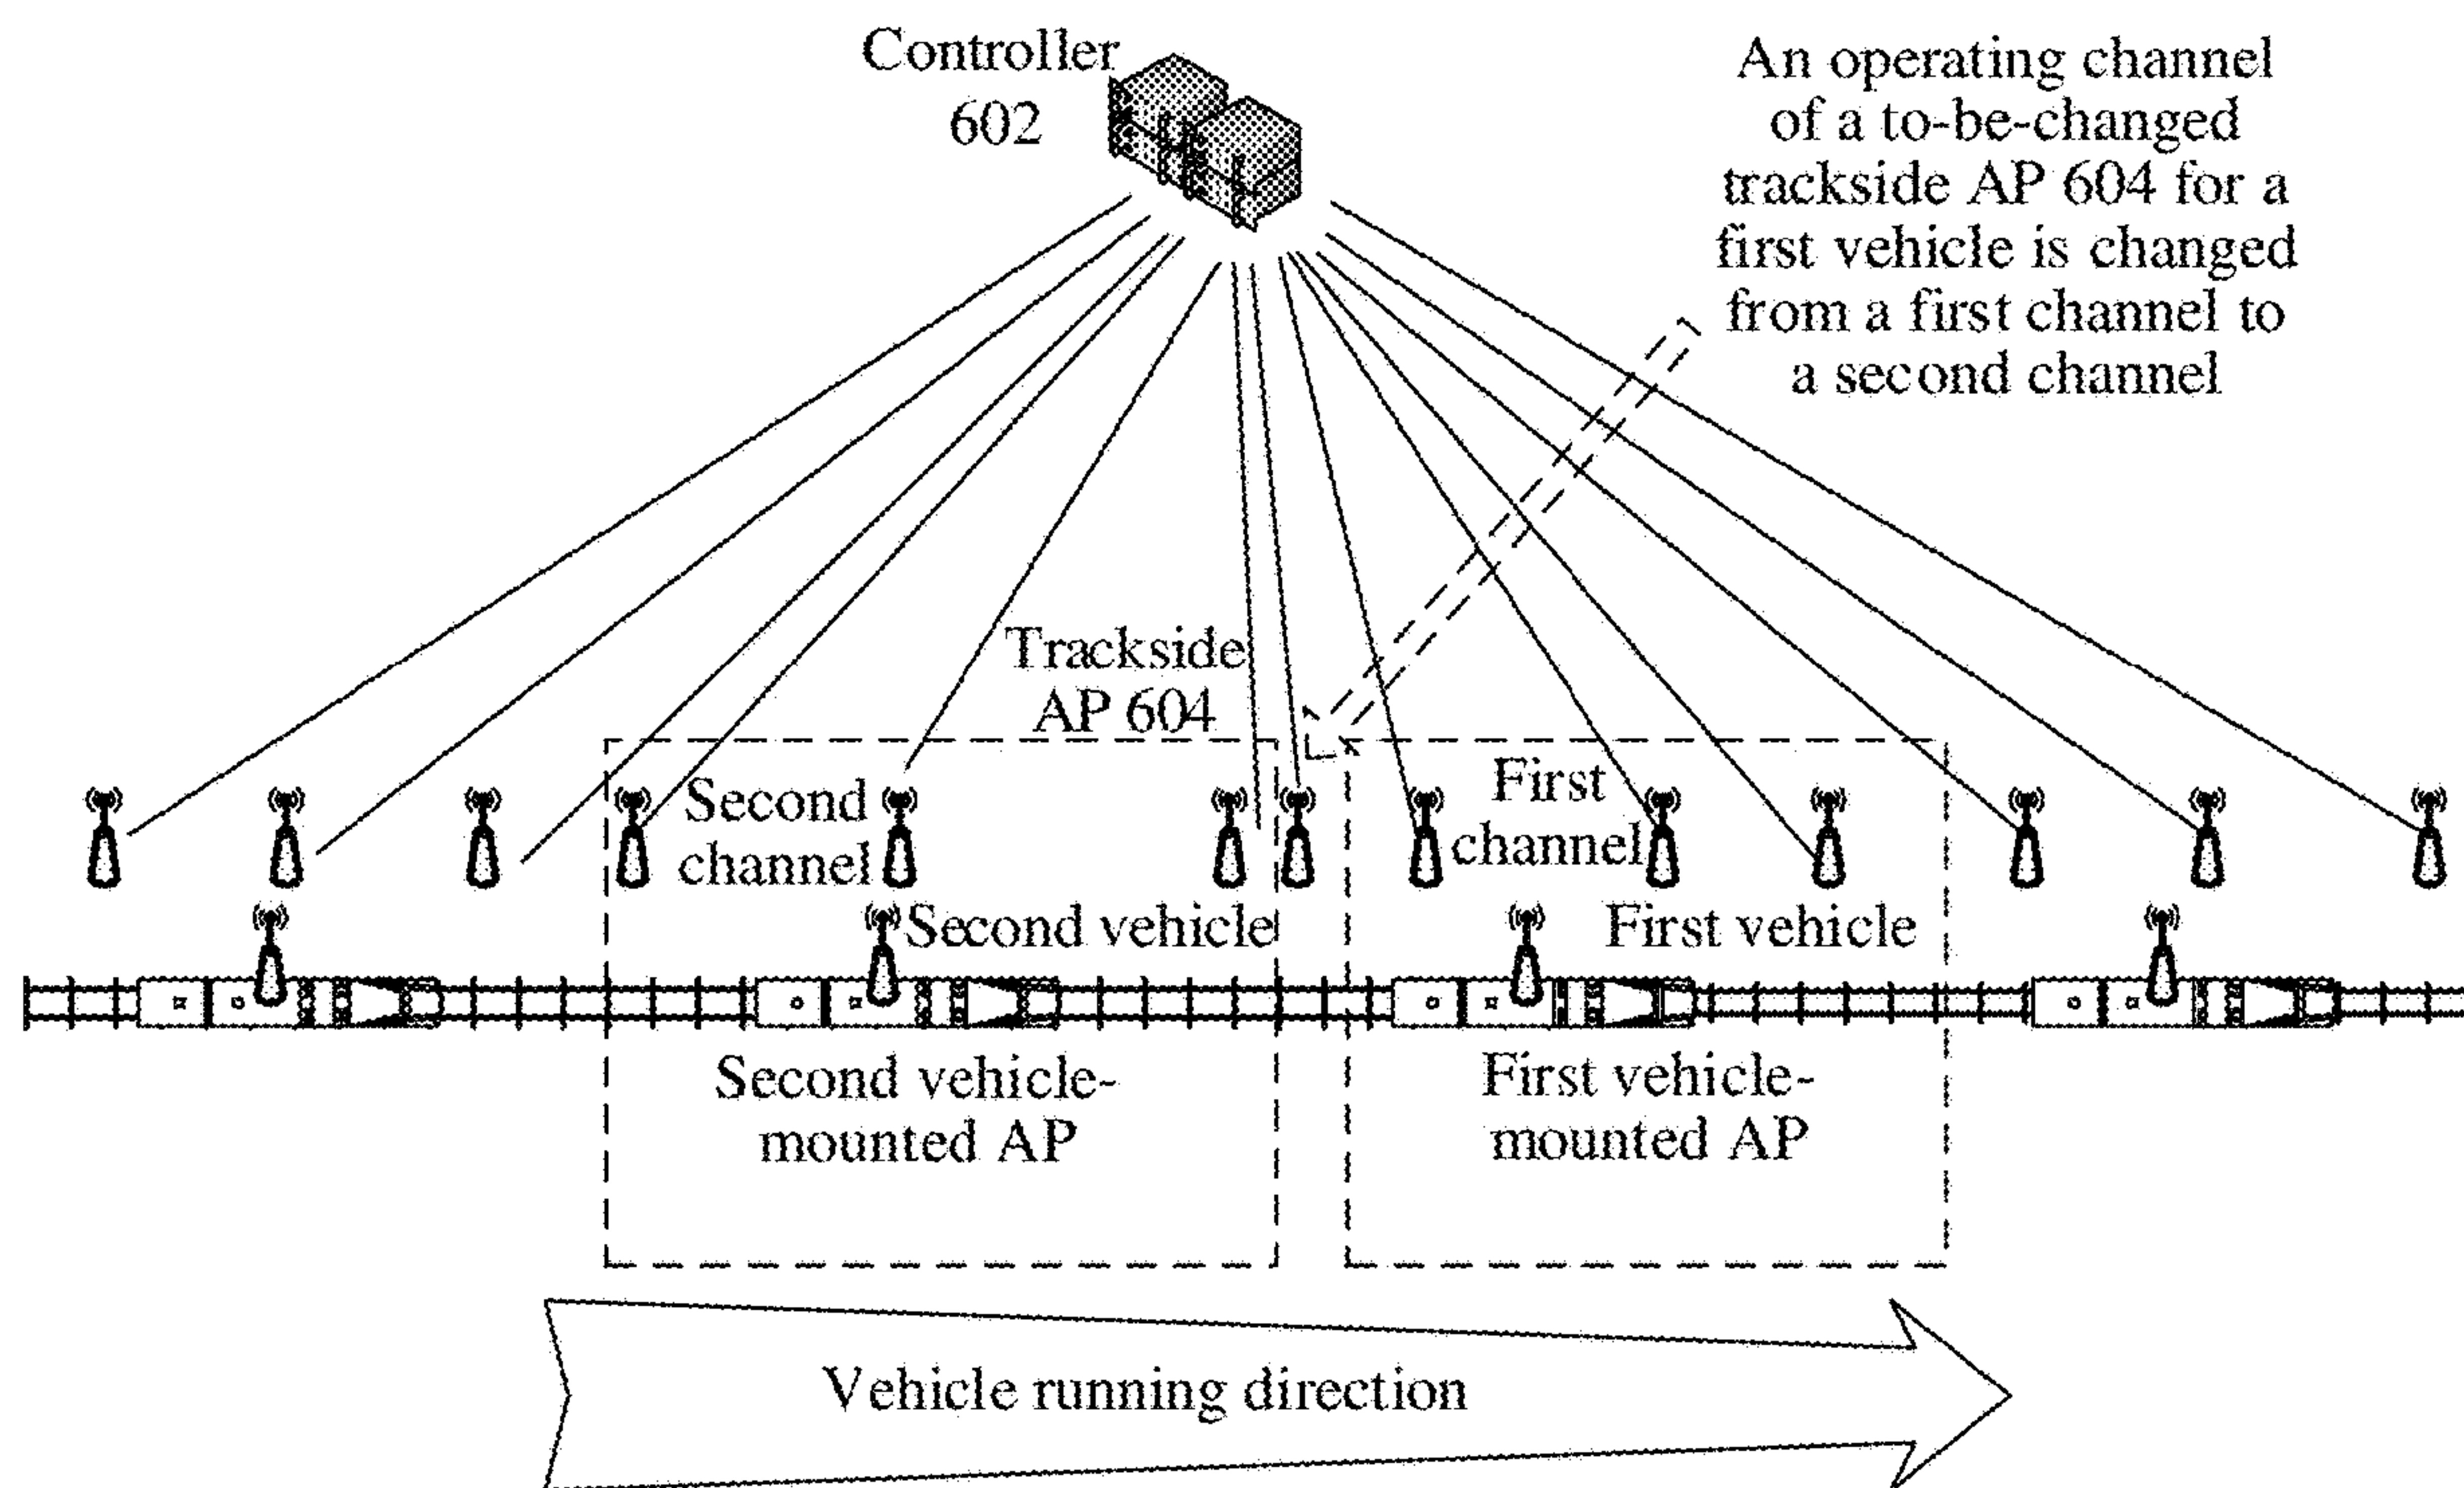 Controller
602
An operating channel
of a to-be-changed
trackside AP 604 for a
first vehicle is changed
from a first channel to
a second channel
Trackside
AP 604
Second
channel
First
channel
Second vehicle
First vehicle
Second vehicle-
mounted AP
First vehicle-
mounted AP
Vehicle running direction